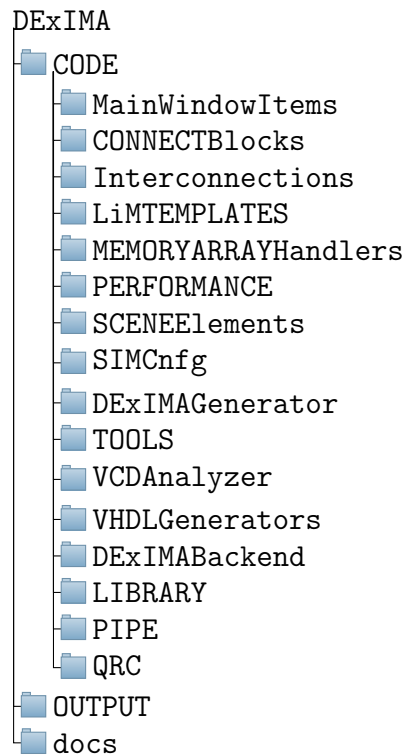 DExIMA
CODE
MainWindowItems
CONNECTBlocks
Interconnections
LiMTEMPLATES
MEMORYARRAYHandlers
PERFORMANCE
SCENEElements
SIMCnfg
DExIMAGenerator
TOOLS
VCDAnalyzer
VHDLGenerators
DExIMABackend
LIBRARY
PIPE
QRC
OUTPUT
docs